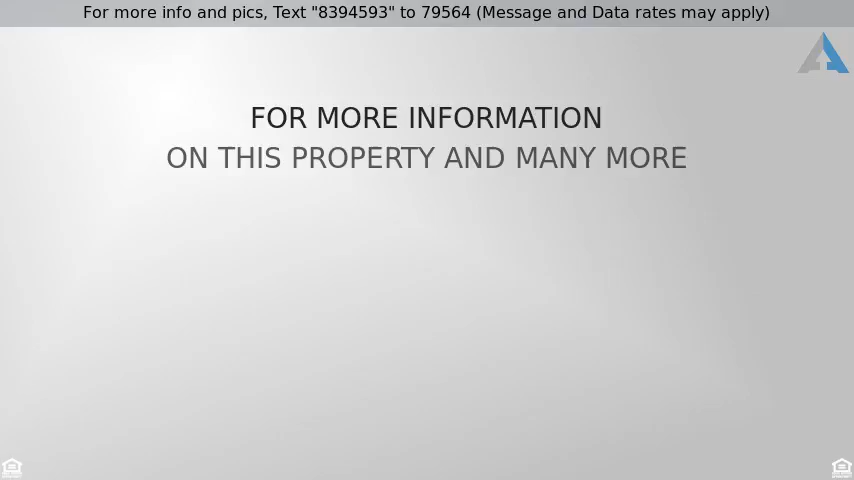 For more info and pics, Text "8394593" to 79564 (Message and Data rates may apply)
FOR MORE INFORMATION
ON THIS PROPERTY AND MANY MORE